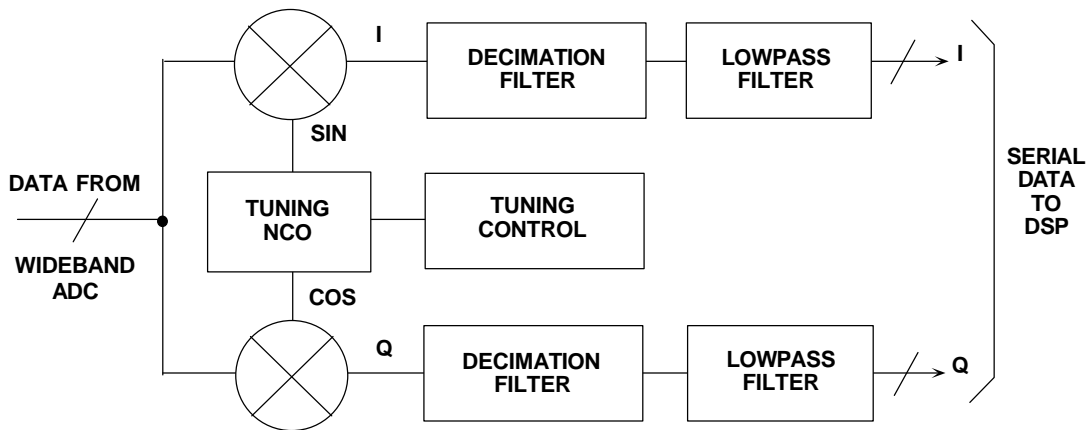 I
DECIMATION
FILTER
LOWPASS
FILTER
I
SIN
DATA FROM
WIDEBAND
ADC
TUNING
NCO
TUNING
CONTROL
SERIAL
DATA
TO
DSP
COS
Q
DECIMATION
FILTER
LOWPASS
FILTER
Q